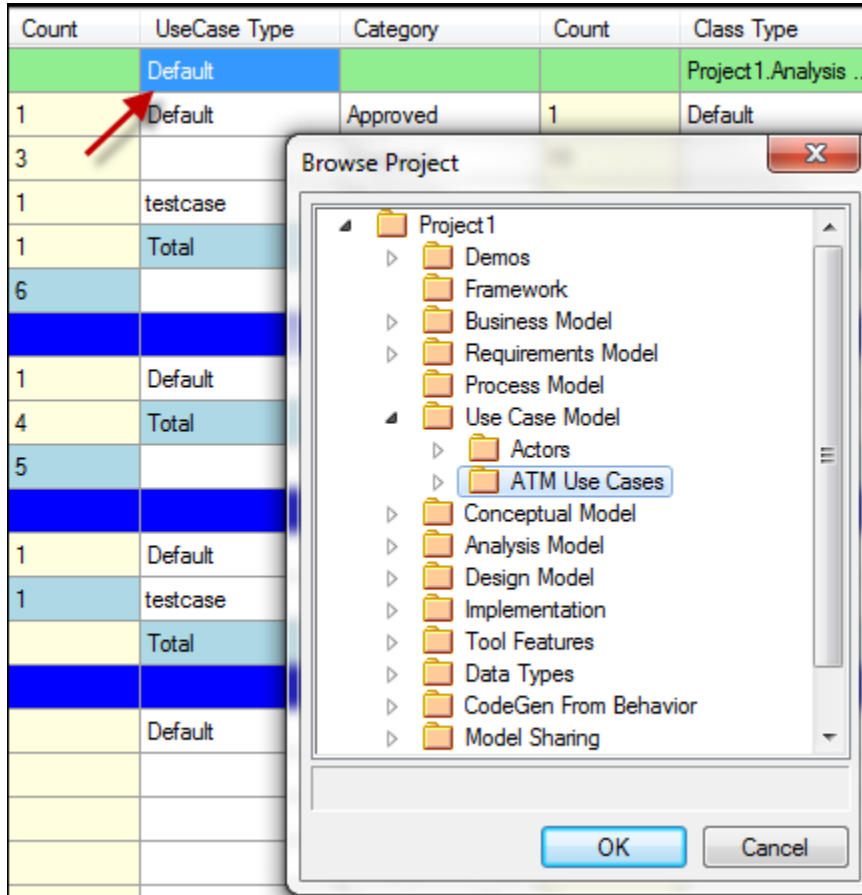 Count UseCase Type Category Count Class Type
Default Project1.Analysis ..
1 Default Approved 1 Default
3
1 testcase
1 Total
6
1 Default
4 Total
5
1 Default
1 testcase
Total
Default
Browse Project
Project1
Demos
Framework
Business Model
Requirements Model
Process Model
Use Case Model
Actors
ATM Use Cases
Conceptual Model
Analysis Model
Design Model
Implementation
Tool Features
Data Types
CodeGen From Behavior
Model Sharing
OK Cancel